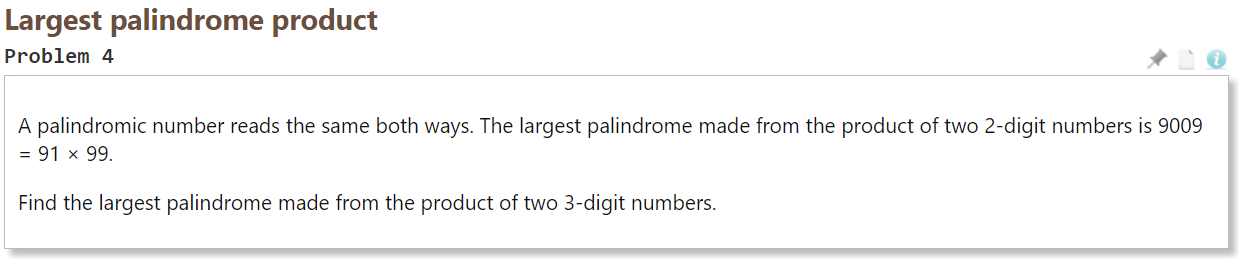 Largest palindrome product
Problem 4
A palindromic number reads the same both ways. The largest palindrome made from the product of two 2-digit numbers is 9009
= 91 × 99.
Find the largest palindrome made from the product of two 3-digit numbers.